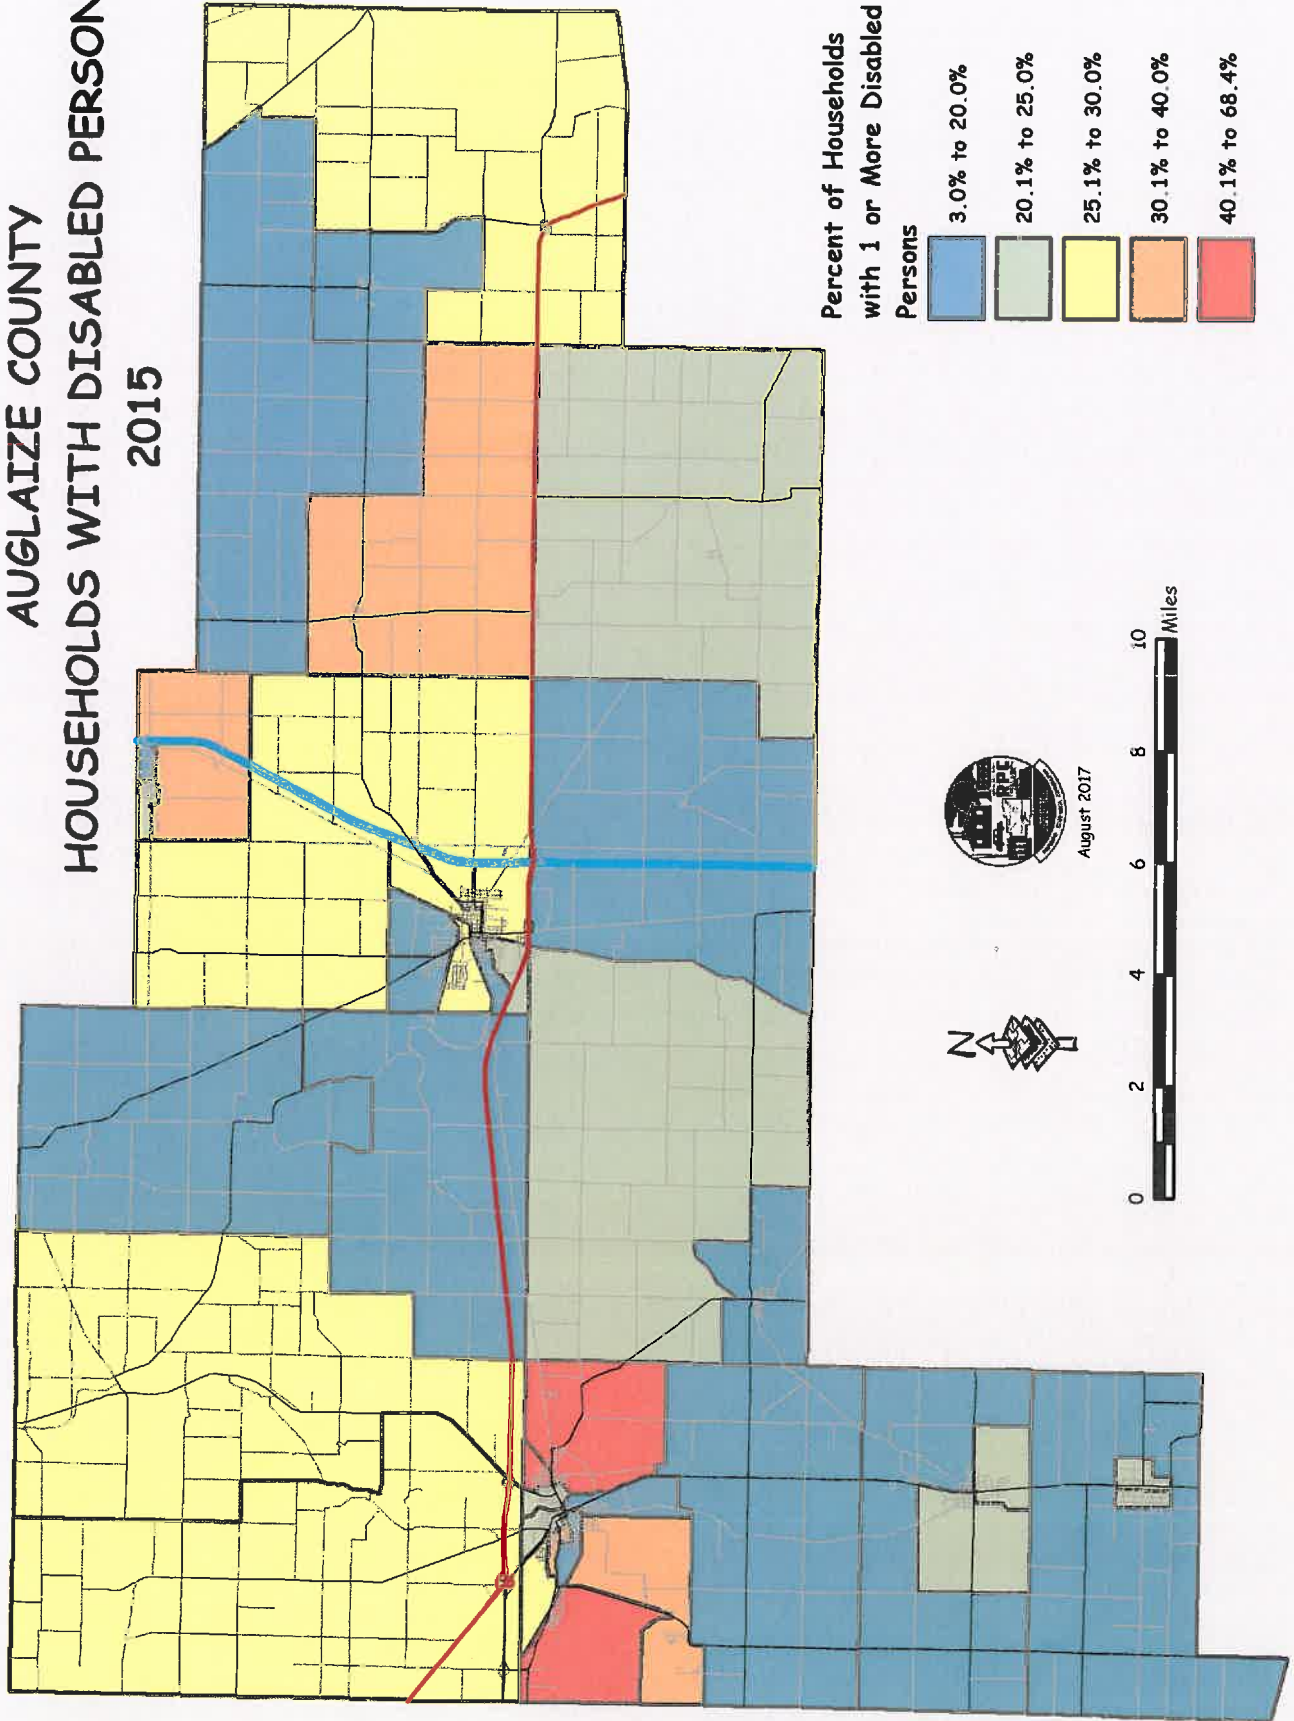 AUGLAIZE COUNTY
HOUSEHOLDS WITH DISABLED PERSON
2015
Percent of Households
with 1 or More Disabled
Persons
3.0% to 20.0%
20.1% to 25.0%
25.1% to 30.0%
30.1% to 40.0%
40.1% to 68.4%
N
RPC
August 2017
0 2 4 6 8 10
Miles